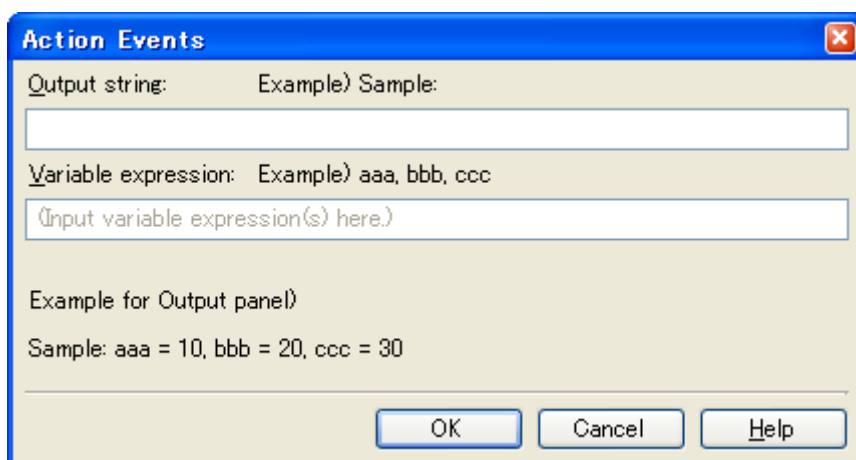 Action Events
Output string: Example) Sample:
Variable expression: Example) aaa, bbb, ccc
(Input variable expression(s) here.)
Example for Output panel)
Sample: aaa = 10, bbb = 20, ccc = 30
OK Cancel Help